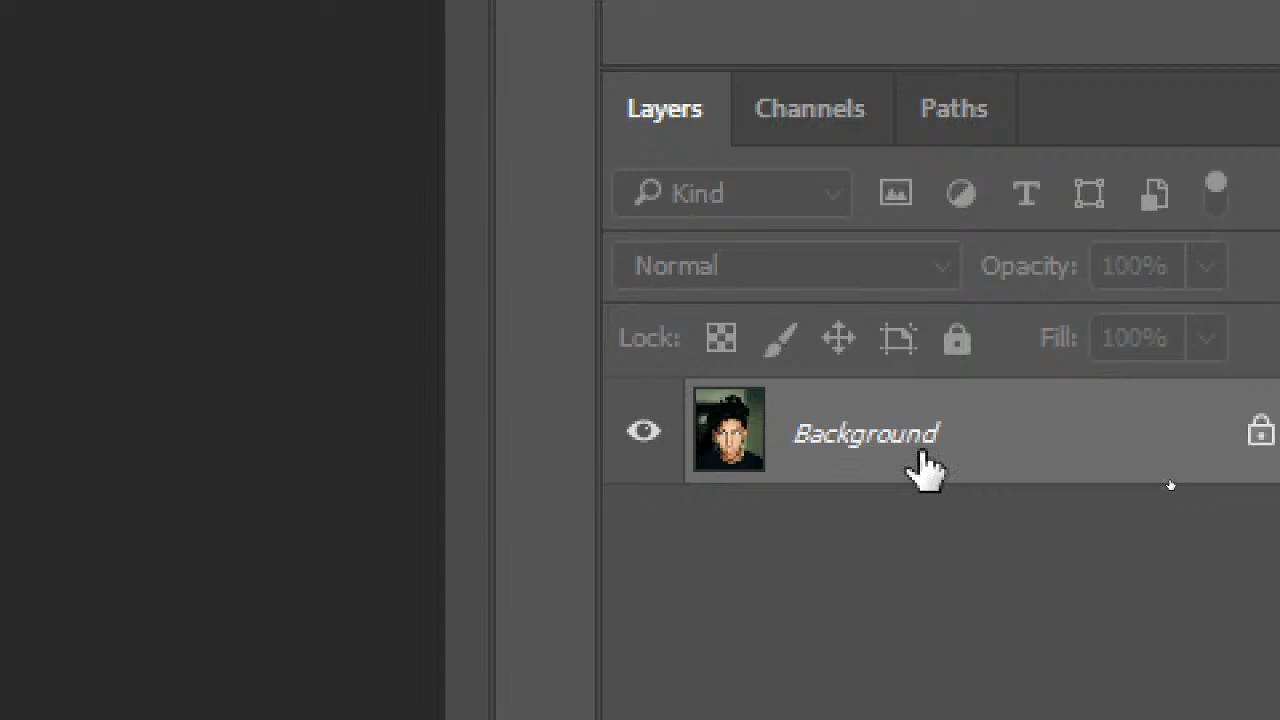 Layers Channels Paths
Kind
Normal Opacity: 100%
Lock: Fill: 100%
Background